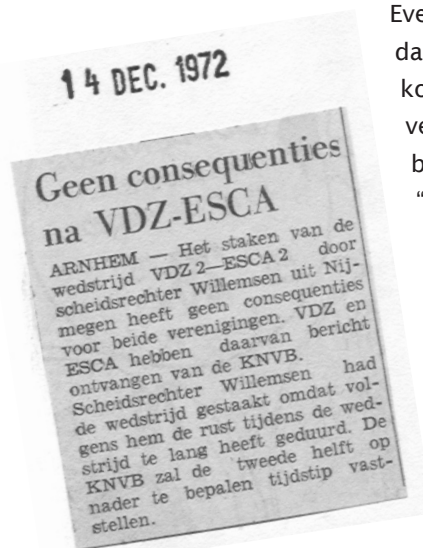 14 DEC. 1972
Geen consequenties
na VDZ-ESCA
ARNHEM — Het staken van de
wedstrijd VDZ 2—ESCA 2 door
scheidsrechter Willemsen uit Nij-
megen heeft geen consequenties
voor beide verenigingen. VDZ en
ESCA hebben daarvan bericht
ontvangen van de KNVB.
Scheidsrechter Willemsen had
de wedstrijd gestaakt omdat vol-
gens hem de rust tijdens de wed-
strijd te lang heeft geduurd. De
KNVB zal de tweede helft op
nader te bepalen tijdstip vast-
stellen.
Eve
da
ko
ve
b
“